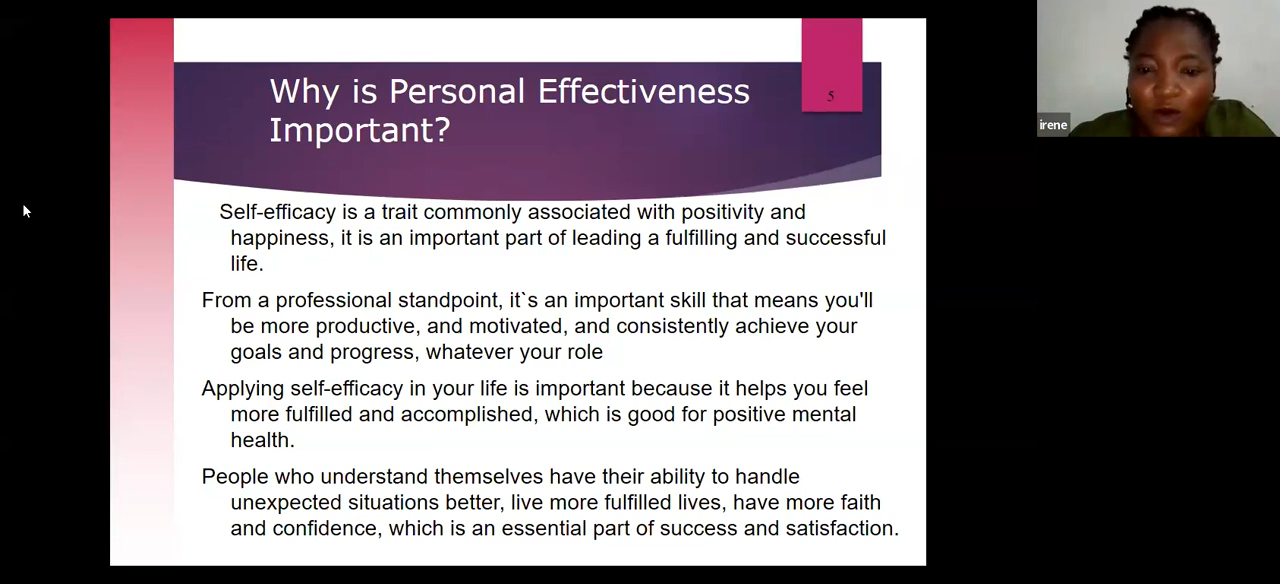 Why is Personal Effectiveness
Important?
5
irene
Self-efficacy is a trait commonly associated with positivity and
happiness, it is an important part of leading a fulfilling and successful
life.
From a professional standpoint, it`s an important skill that means you'll
be more productive, and motivated, and consistently achieve your
goals and progress, whatever your role
Applying self-efficacy in your life is important because it helps you feel
more fulfilled and accomplished, which is good for positive mental
health.
People who understand themselves have their ability to handle
unexpected situations better, live more fulfilled lives, have more faith
and confidence, which is an essential part of success and satisfaction.